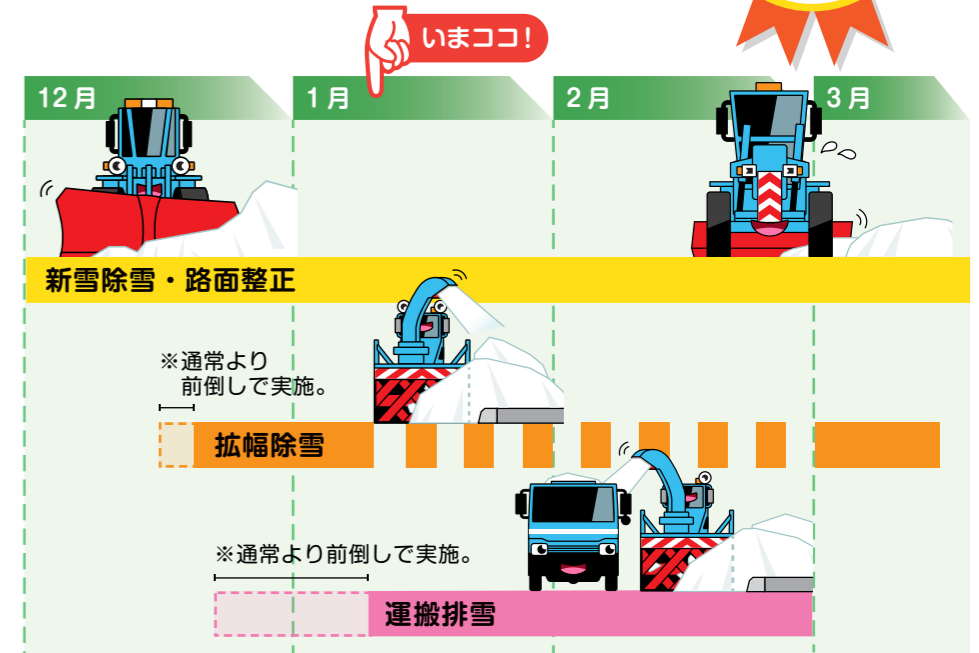 いまココ！
12月
1月
2月
3月
新雪除雪・路面整正
※通常より
前倒しで実施。
拡幅除雪
※通常より前倒しで実施。
運搬排雪